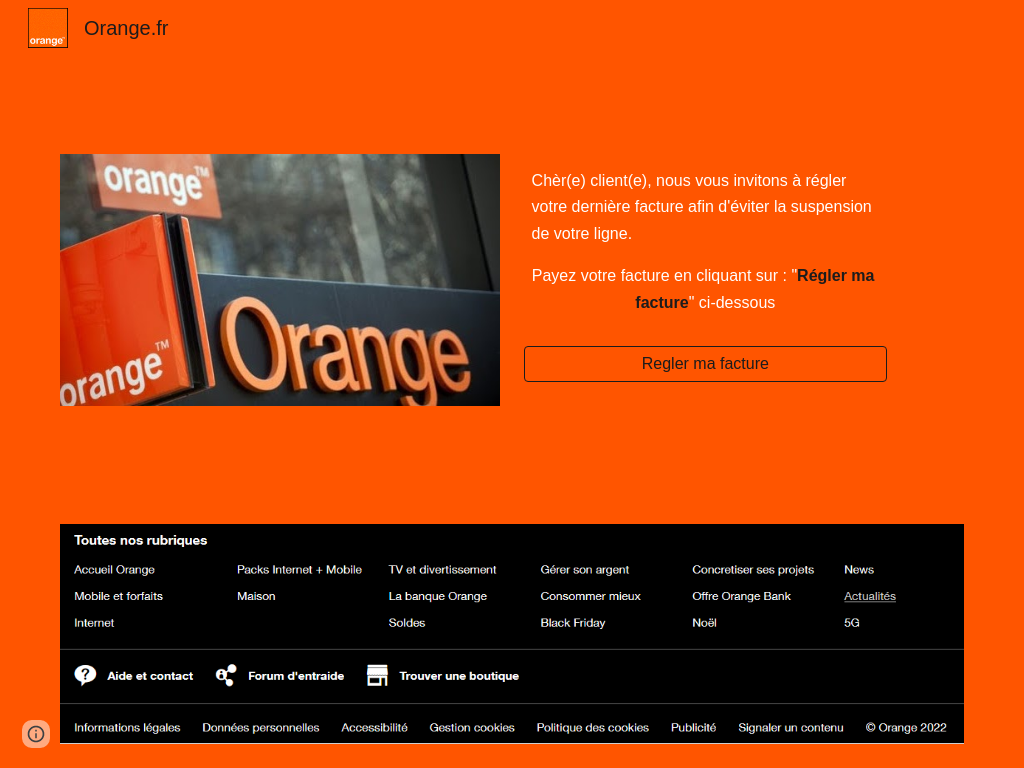 orange
Orange.fr
orange™
Orange
orange™
Chèr(e) client(e), nous vous invitons à régler
votre dernière facture afin d'éviter la suspension
de votre ligne.
Payez votre facture en cliquant sur : "Régler ma
facture" ci-dessous
Regler ma facture
Toutes nos rubriques
Accueil Orange Packs Internet + Mobile TV et divertissement Gérer son argent Concretiser ses projets News
Mobile et forfaits Maison La banque Orange Consommer mieux Offre Orange Bank Actualités
Internet Soldes Black Friday Noël 5G
Aide et contact Forum d'entraide Trouver une boutique
Informations légales Données personnelles Accessibilité Gestion cookies Politique des cookies Publicité Signaler un contenu © Orange 2022